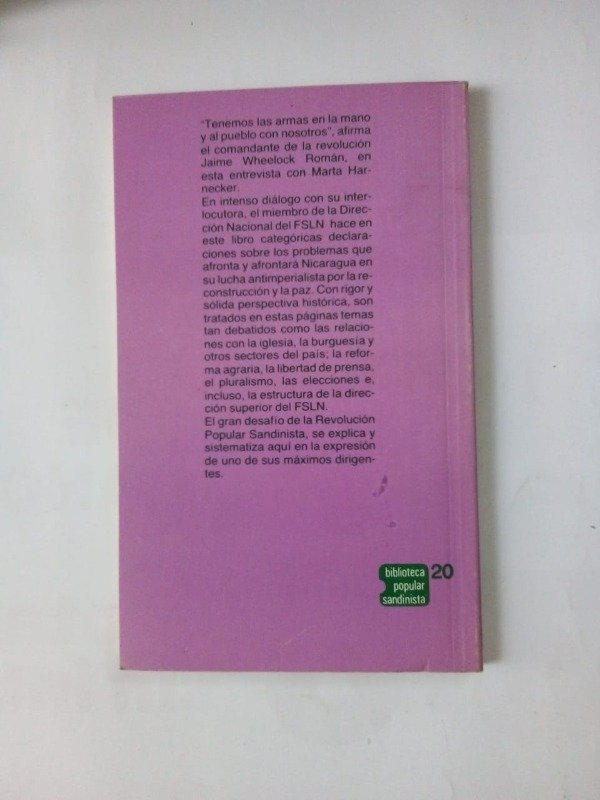 "Tenemos las armas en la mano
y al pueblo con nosotros", afirma
el comandante de la revolución
Jaime Wheelock Román, en
esta entrevista con Marta Har-
necker.
En intenso diálogo con su inter-
locutora, el miembro de la Direc-
ción Nacional del FSLN hace en
este libro categóricas declara-
ciones sobre los problemas que
afronta y afrontará Nicaragua en
su lucha antimperialista por la re-
construcción y la paz. Con rigor y
sólida perspectiva histórica, son
tratados en estas páginas temas
tan debatidos como las relacio-
nes con la iglesia, la burguesía y
otros sectores del país; la refor-
ma agraria, la libertad de prensa,
el pluralismo, las elecciones e,
incluso, la estructura de la direc-
ción superior del FSLN.
El gran desafío de la Revolución
Popular Sandinista, se explica y
sistematiza aquí en la expresión
de uno de sus máximos dirigen-
tes.
biblioteca
popular
sandinista
20